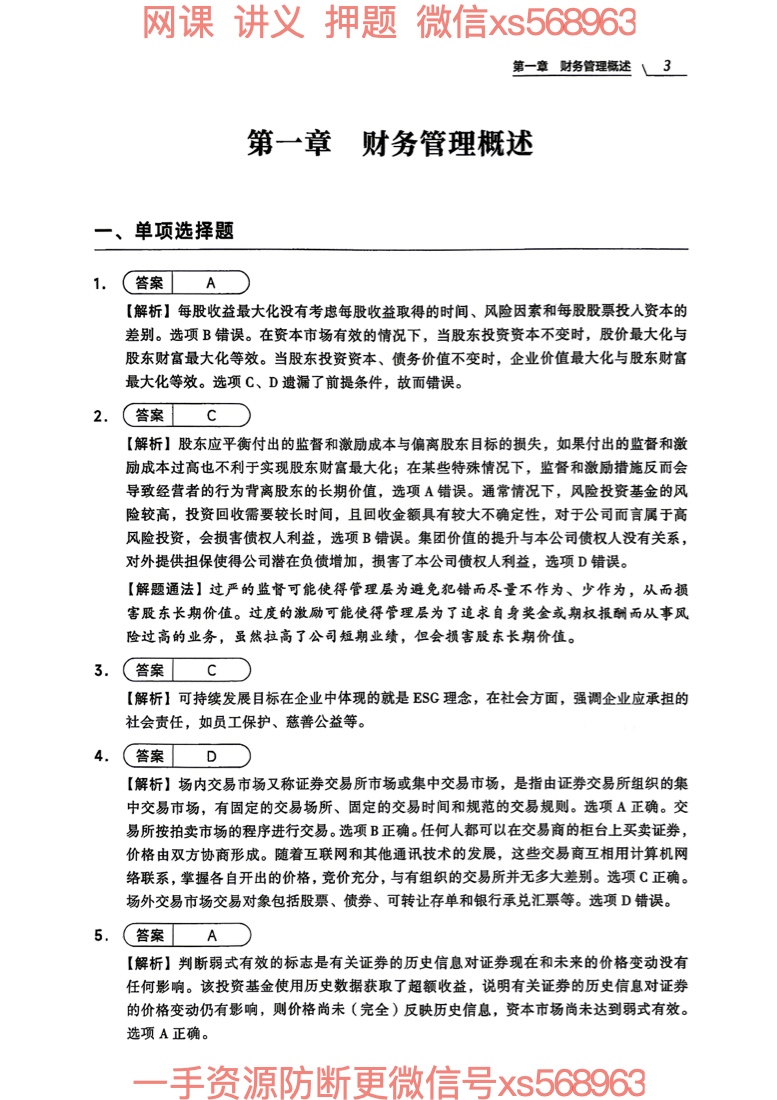 网课 讲义 押题 微信xs568963
第一章 财务管理概述 3
第一章 财务管理概述
一、单项选择题
1. 答案 A
【解析】每股收益最大化没有考虑每股收益取得的时间、风险因素和每股股票投入资本的
差别。选项 B 错误。在资本市场有效的情况下，当股东投资资本不变时，股价最大化与
股东财富最大化等效。当股东投资资本、债务价值不变时，企业价值最大化与股东财富
最大化等效。选项 C、D 遗漏了前提条件，故而错误。
2. 答案 C
【解析】股东应平衡付出的监督和激励成本与偏离股东目标的损失，如果付出的监督和激
励成本过高也不利于实现股东财富最大化；在某些特殊情况下，监督和激励措施反而会
导致经营者的行为背离股东的长期价值，选项 A 错误。通常情况下，风险投资基金的风
险较高，投资回收需要较长时间，且回收金额具有较大不确定性，对于公司而言属于高
风险投资，会损害债权人利益，选项 B 错误。集团价值的提升与本公司债权人没有关系，
对外提供担保使得公司潜在负债增加，损害了本公司债权人利益，选项 D 错误。
【解题通法】过严的监督可能使得管理层为避免犯错而尽量不作为、少作为，从而损
害股东长期价值。过度的激励可能使得管理层为了追求自身奖金或期权报酬而从事风
险过高的业务，虽然拉高了公司短期业绩，但会损害股东长期价值。
3. 答案 C
【解析】可持续发展目标在企业中体现的就是 ESG 理念，在社会方面，强调企业应承担的
社会责任，如员工保护、慈善公益等。
4. 答案 D
【解析】场内交易市场又称证券交易所市场或集中交易市场，是指由证券交易所组织的集
中交易市场，有固定的交易场所、固定的交易时间和规范的交易规则。选项 A 正确。交
易所按拍卖市场的程序进行交易。选项 B 正确。任何人都可以在交易商的柜台上买卖证券，
价格由双方协商形成。随着互联网和其他通讯技术的发展，这些交易商互相用计算机网
络联系，掌握各自开出的价格，竞价充分，与有组织的交易所并无多大差别。选项 C 正确。
场外交易市场交易对象包括股票、债券、可转让存单和银行承兑汇票等。选项 D 错误。
5. 答案 A
【解析】判断弱式有效的标志是有关证券的历史信息对证券现在和未来的价格变动没有
任何影响。该投资基金使用历史数据获取了超额收益，说明有关证券的历史信息对证券
的价格变动仍有影响，则价格尚未（完全）反映历史信息，资本市场尚未达到弱式有效。
选项 A 正确。
一手资源防断更微信号xs568963